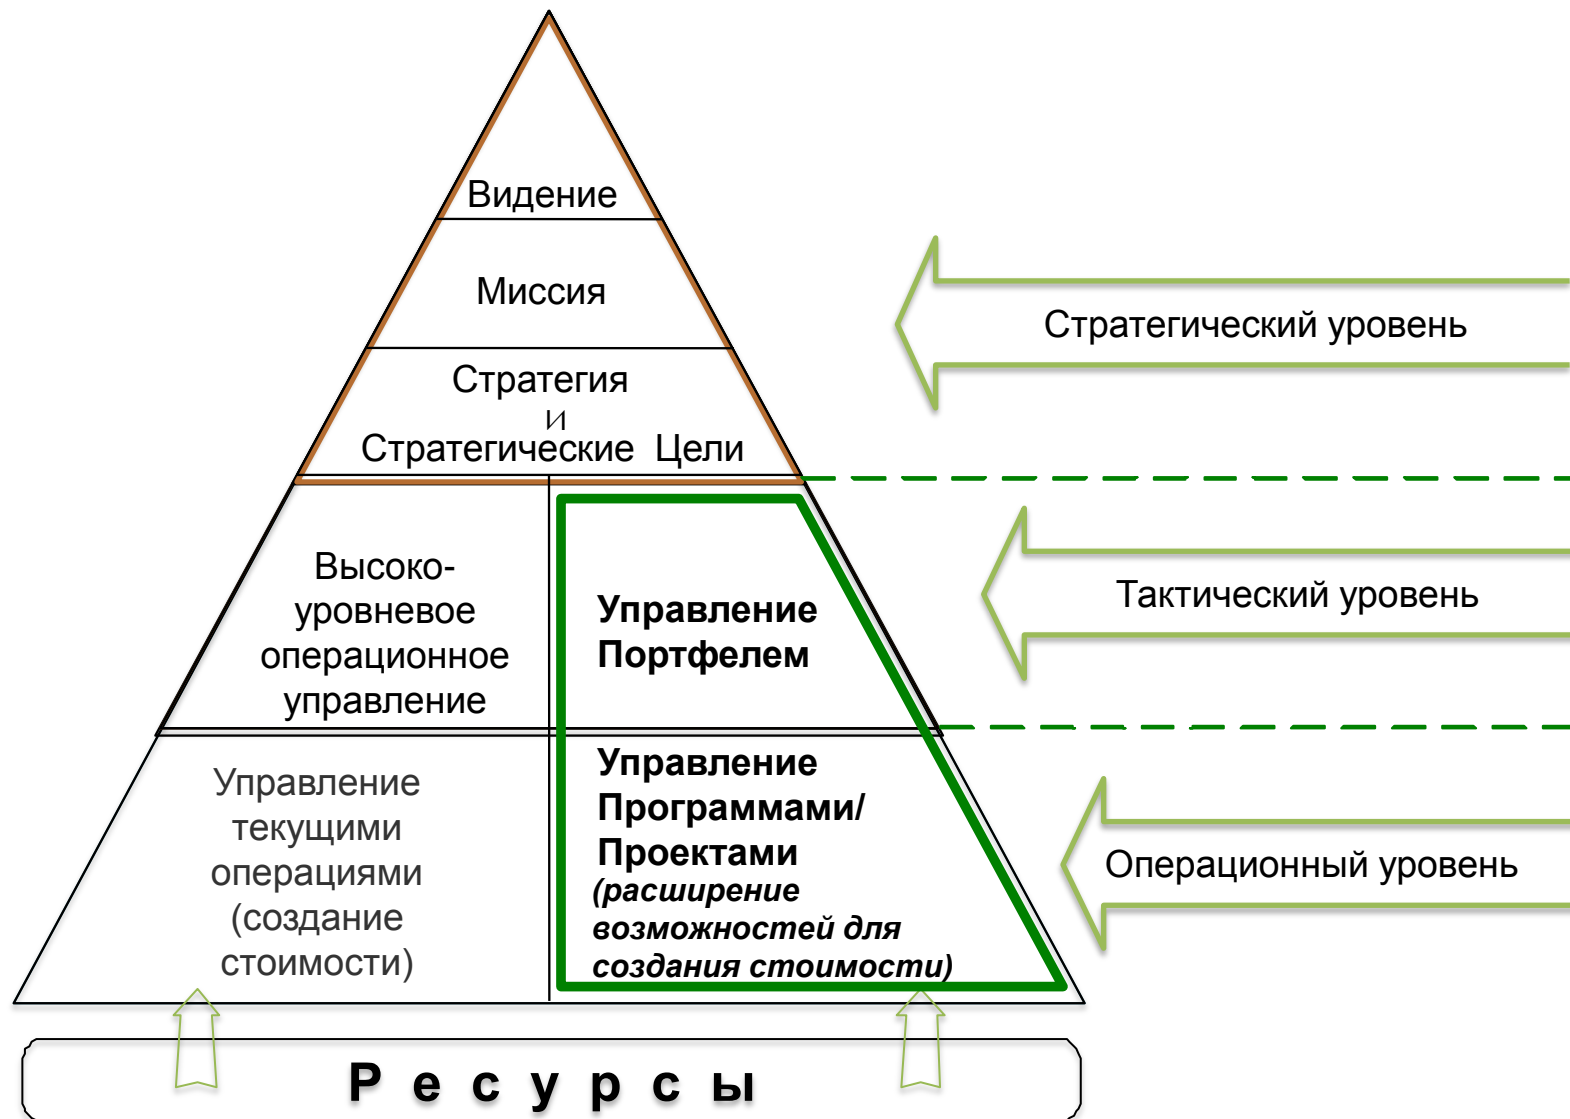 Видение
Миссия
Стратегия
и
Стратегические Цели
Стратегический уровень
Высоко-
уровневое
операционное
управление
Управление
Портфелем
Тактический уровень
Управление
текущими
операциями
(создание
стоимости)
Управление
Программами/
Проектами
(расширение
возможностей для
создания стоимости)
Операционный уровень
Ресурсы